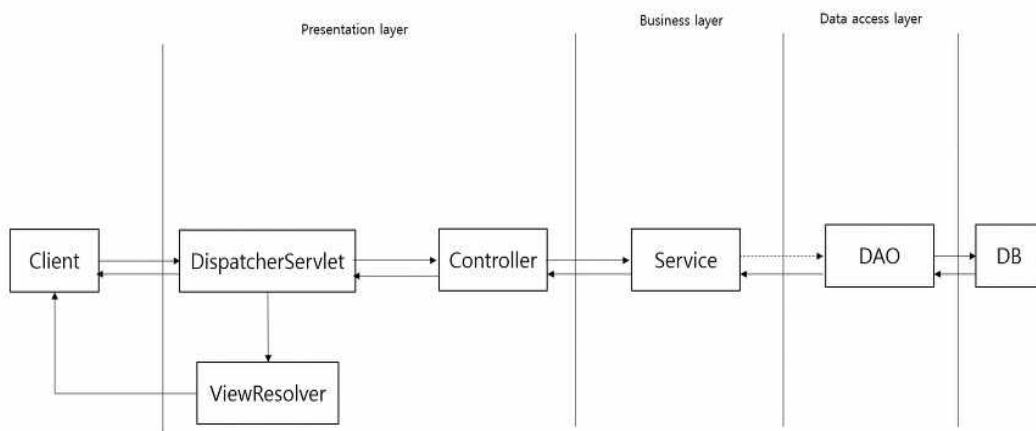 Presentation layer
Business layer
Data access layer
Client
DispatcherServlet
Controller
Service
DAO
DB
ViewResolver